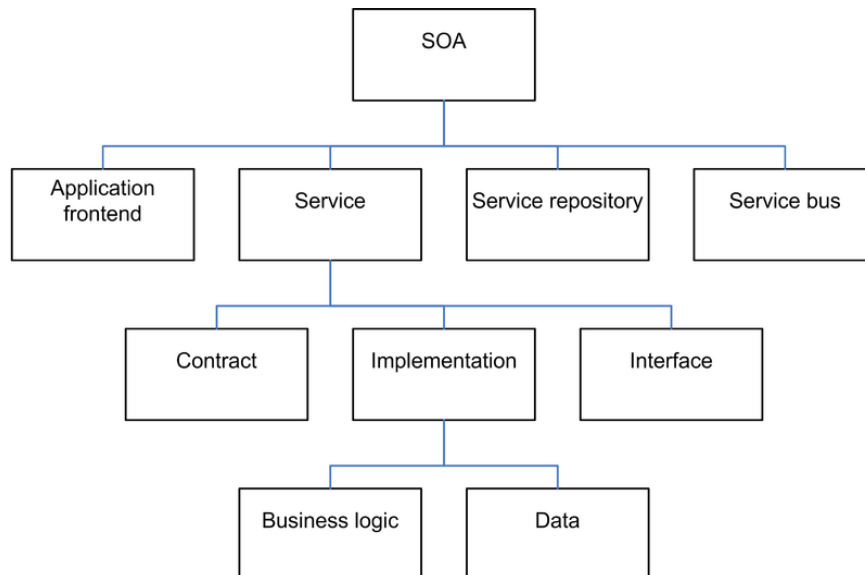 SOA
Application
frontend
Service
Service repository
Service bus
Contract
Implementation
Interface
Business logic
Data